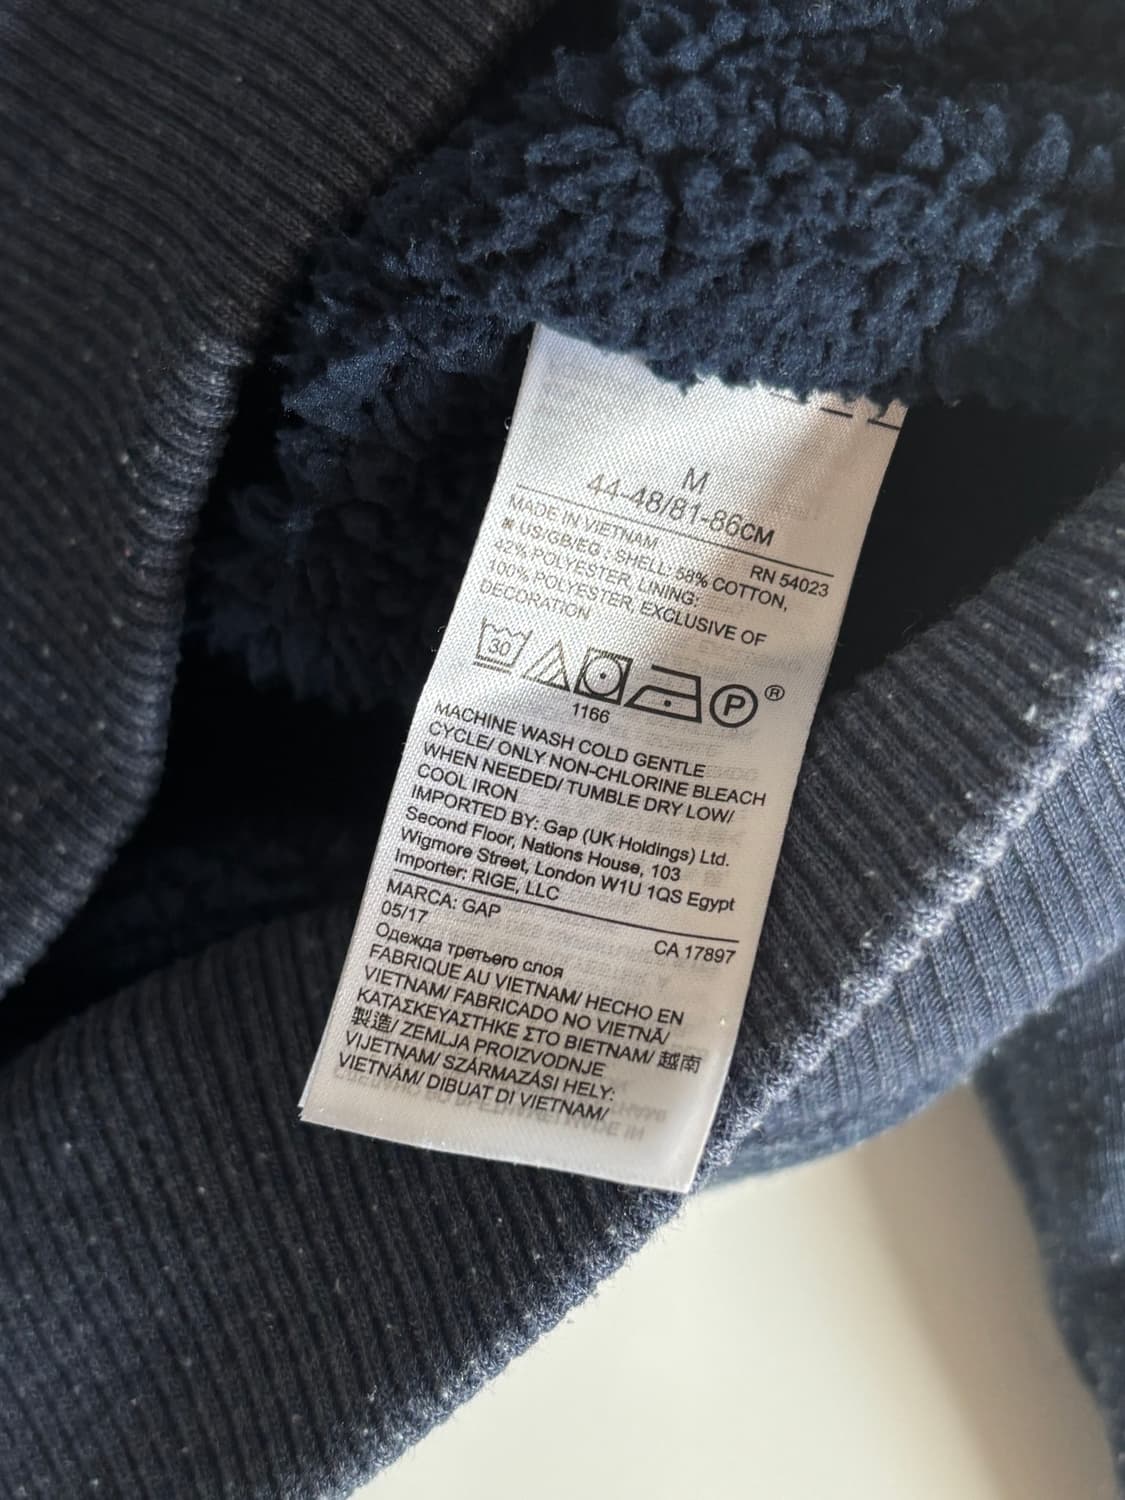 M
44-48/81-86CM
MADE IN VIETNAM
RN 54023
※ US/GB/EG : SHELL: 58% COTTON,
42% POLYESTER, LINING:
100% POLYESTER, EXCLUSIVE OF
DECORATION
30
P ®
1166
MACHINE WASH COLD GENTLE
CYCLE/ ONLY NON-CHLORINE BLEACH
WHEN NEEDED/ TUMBLE DRY LOW/
COOL IRON
IMPORTED BY: Gap (UK Holdings) Ltd.
Second Floor, Nations House, 103
Wigmore Street, London W1U 1QS Egypt
Importer: RIGE, LLC
MARCA: GAP
CA 17897
05/17
Одежда третьего слоя
FABRIQUE AU VIETNAM/ HECHO EN
VIETNAM/ FABRICADO NO VIETNÃ/
ΚΑΤΑΣΚΕΥΑΣΤΗΚΕ ΣΤΟ ΒΙΕΤΝΑΜ/ 越南
製造/ ZEMLJA PROIZVODNJE
VIJETNAM/ SZÁRMAZÁSI HELY:
VIETNÁM/ DIBUAT DI VIETNAM/